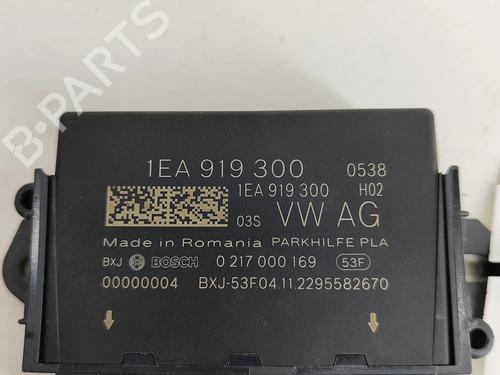 B-PARTS
1EA 919 300 0538
1EA 919 300 H02
03S VW AG
Made in Romania PARKHILFE PLA
BXJ BOSCH 0 217 000 169 53F
00000004 BXJ-53F04.11.2295582670